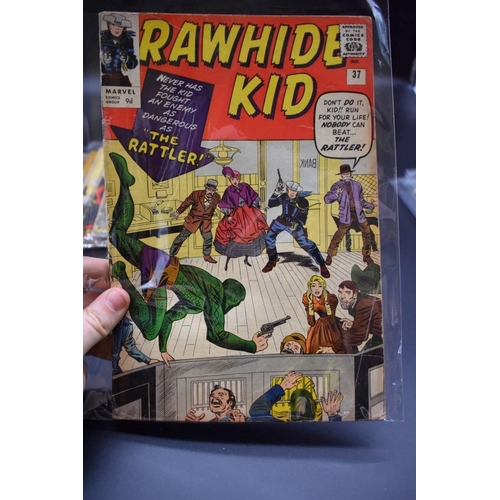 RAWHIDE
KID
APPROVED
BY THE
COMICS
CODE
AUTHORITY
37
MARVEL
COMICS
GROUP
9d
NEVER HAS
THE KID
FOUGHT
AN ENEMY
AS
DANGEROUS
AS
"THE
RATTLER!"
DON'T DO IT,
KID!! RUN
FOR YOUR LIFE!
NOBODY CAN
BEAT...
THE
RATTLER!
BANK